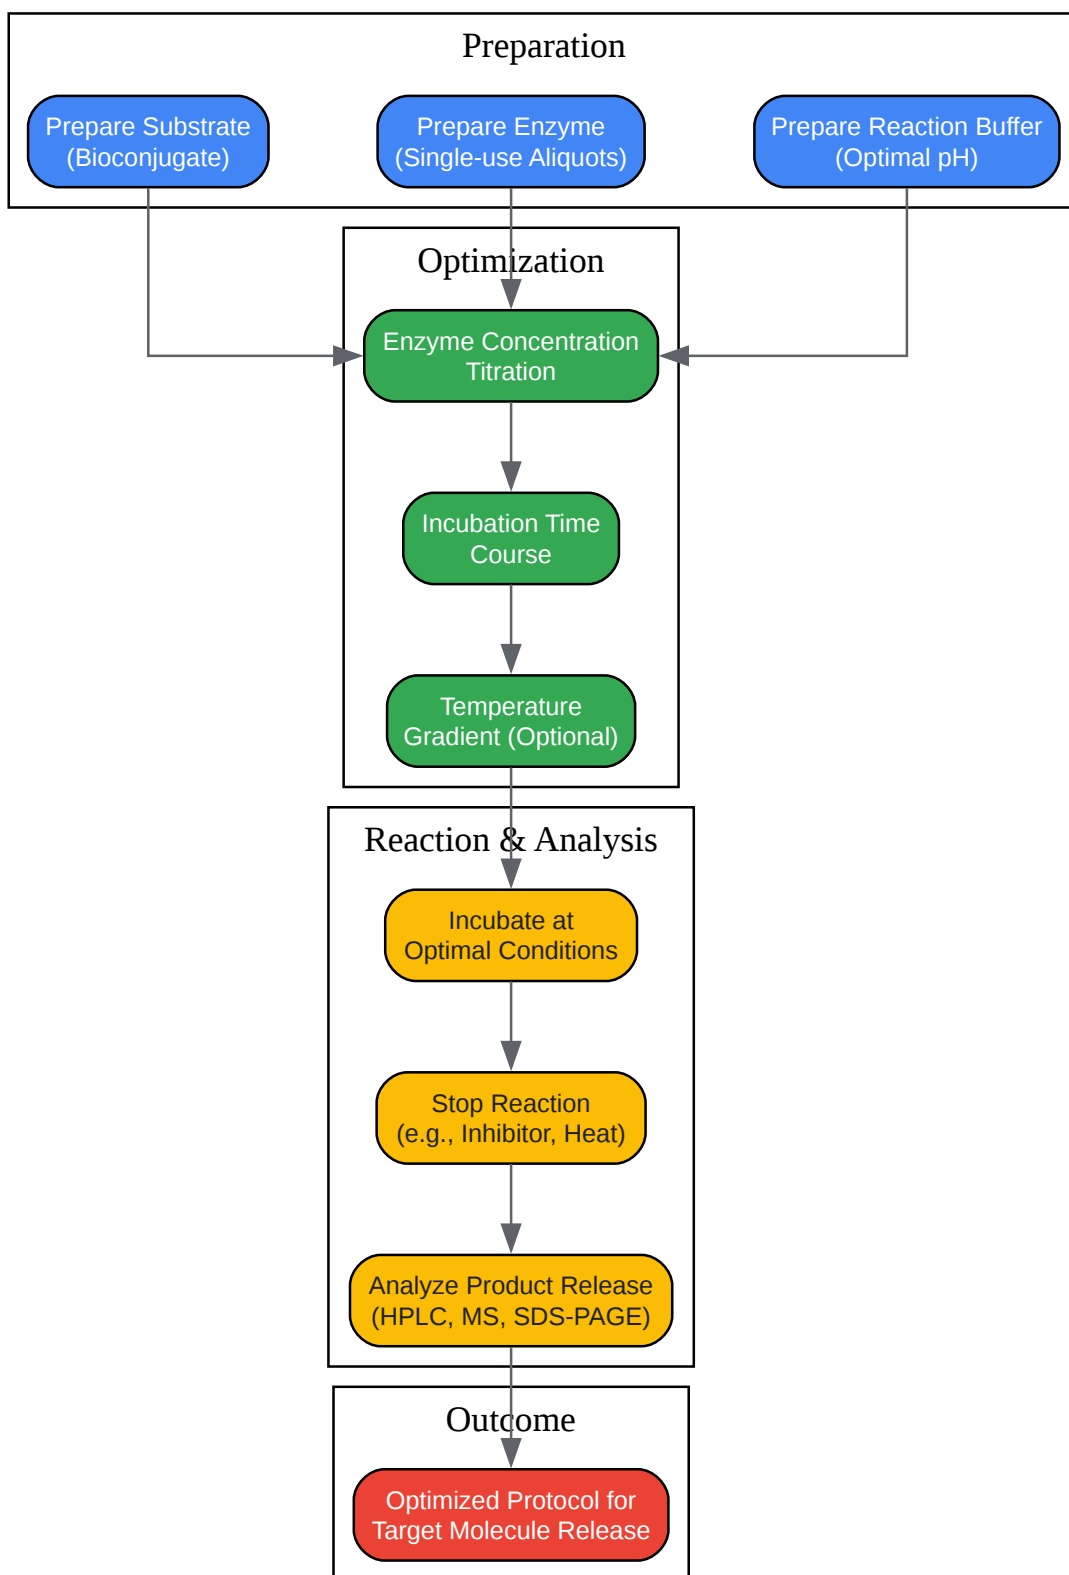 Preparation
Prepare Substrate
(Bioconjugate)
Prepare Enzyme
(Single-use Aliquots)
Prepare Reaction Buffer
(Optimal pH)
Optimization
Enzyme Concentration
Titration
Incubation Time
Course
Temperature
Gradient (Optional)
Reaction & Analysis
Incubate at
Optimal Conditions
Stop Reaction
(e.g., Inhibitor, Heat)
Analyze Product Release
(HPLC, MS, SDS-PAGE)
Outcome
Optimized Protocol for
Target Molecule Release